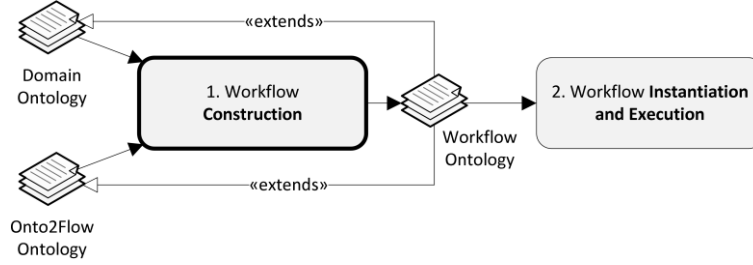 «extends»
Domain
Ontology
1. Workflow
Construction
Workflow
Ontology
2. Workflow Instantiation
and Execution
«extends»
Onto2Flow
Ontology